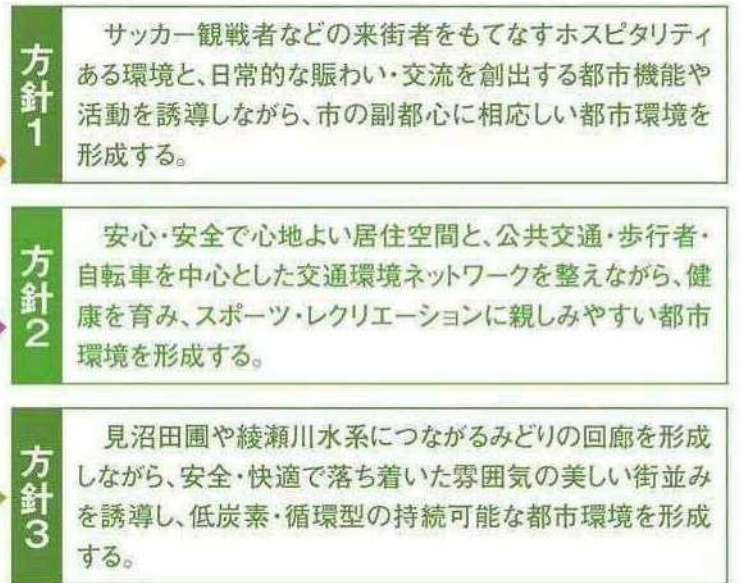 方針1
サッカー観戦者などの来街者をもてなすホスピタリティ
ある環境と、日常的な賑わい・交流を創出する都市機能や
活動を誘導しながら、市の副都心に相応しい都市環境を
形成する。
方針2
安心・安全で心地よい居住空間と、公共交通・歩行者・
自転車を中心とした交通環境ネットワークを整えながら、健
康を育み、スポーツ・レクリエーションに親しみやすい都市
環境を形成する。
方針3
見沼田圃や綾瀬川水系につながるみどりの回廊を形成
しながら、安全・快適で落ち着いた雰囲気の美しい街並み
を誘導し、低炭素・循環型の持続可能な都市環境を形成
する。